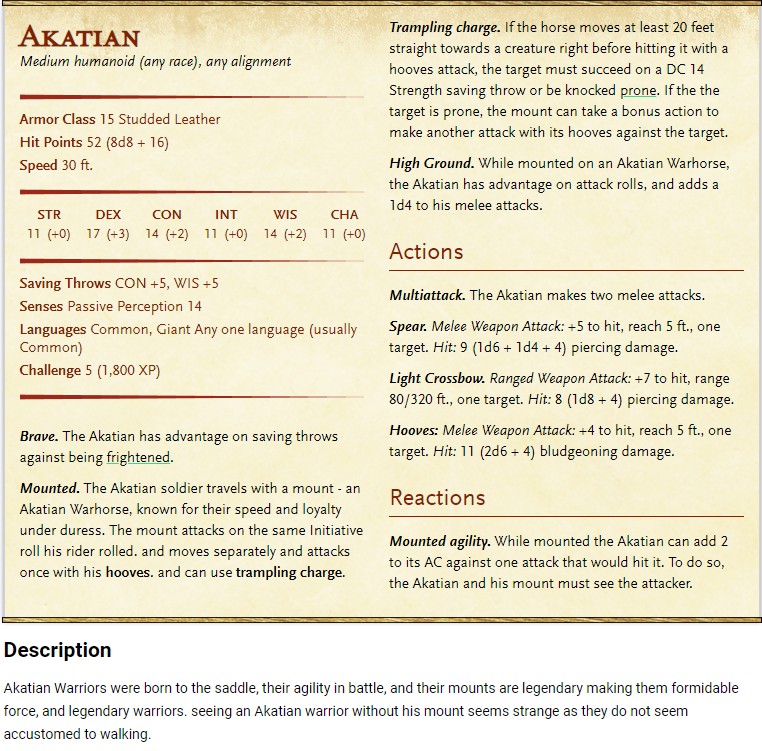 Akatian
Medium humanoid (any race), any alignment
Armor Class 15 Studded Leather
Hit Points 52 (8d8 + 16)
Speed 30 ft.
STR DEX CON INT WIS CHA
11 (+0) 17 (+3) 14 (+2) 11 (+0) 14 (+2) 11 (+0)
Saving Throws CON +5, WIS +5
Senses Passive Perception 14
Languages Common, Giant Any one language (usually
Common)
Challenge 5 (1,800 XP)
Brave. The Akatian has advantage on saving throws
against being frightened.
Mounted. The Akatian soldier travels with a mount - an
Akatian Warhorse, known for their speed and loyalty
under duress. The mount attacks on the same Initiative
roll his rider rolled. and moves separately and attacks
once with his hooves. and can use trampling charge.
Trampling charge. If the horse moves at least 20 feet
straight towards a creature right before hitting it with a
hooves attack, the target must succeed on a DC 14
Strength saving throw or be knocked prone. If the the
target is prone, the mount can take a bonus action to
make another attack with its hooves against the target.
High Ground. While mounted on an Akatian Warhorse,
the Akatian has advantage on attack rolls, and adds a
1d4 to his melee attacks.
Actions
Multiattack. The Akatian makes two melee attacks.
Spear. Melee Weapon Attack: +5 to hit, reach 5 ft., one
target. Hit: 9 (1d6 + 1d4 + 4) piercing damage.
Light Crossbow. Ranged Weapon Attack: +7 to hit, range
80/320 ft., one target. Hit: 8 (1d8 + 4) piercing damage.
Hooves: Melee Weapon Attack: +4 to hit, reach 5 ft., one
target. Hit: 11 (2d6 + 4) bludgeoning damage.
Reactions
Mounted agility. While mounted the Akatian can add 2
to its AC against one attack that would hit it. To do so,
the Akatian and his mount must see the attacker.
Description
Akatian Warriors were born to the saddle, their agility in battle, and their mounts are legendary making them formidable
force, and legendary warriors. seeing an Akatian warrior without his mount seems strange as they do not seem
accustomed to walking.